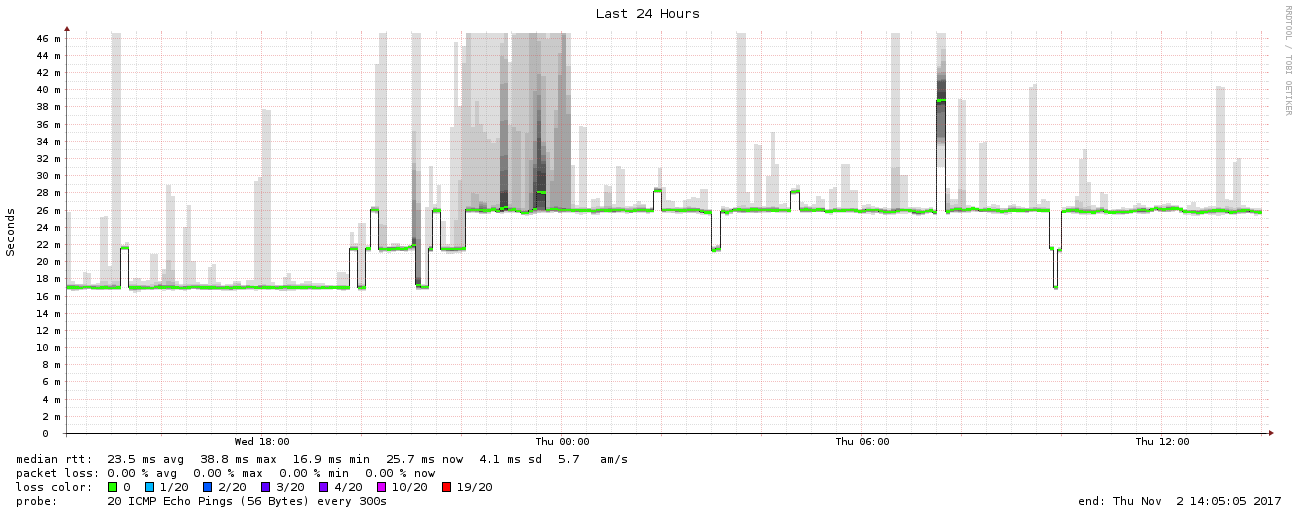 Last 24 Hours
RRDTOOL / TOBI OETIKER
Seconds
46 m
44 m
42 m
40 m
38 m
36 m
34 m
32 m
30 m
28 m
26 m
24 m
22 m
20 m
18 m
16 m
14 m
12 m
10 m
8 m
6 m
4 m
2 m
0
Wed 18:00 Thu 00:00 Thu 06:00 Thu 12:00
median rtt: 23.5 ms avg 38.8 ms max 16.9 ms min 25.7 ms now 4.1 ms sd 5.7 am/s
packet loss: 0.00 % avg 0.00 % max 0.00 % min 0.00 % now
loss color: 0 1/20 2/20 3/20 4/20 10/20 19/20
probe: 20 ICMP Echo Pings (56 Bytes) every 300s end: Thu Nov 2 14:05:05 2017